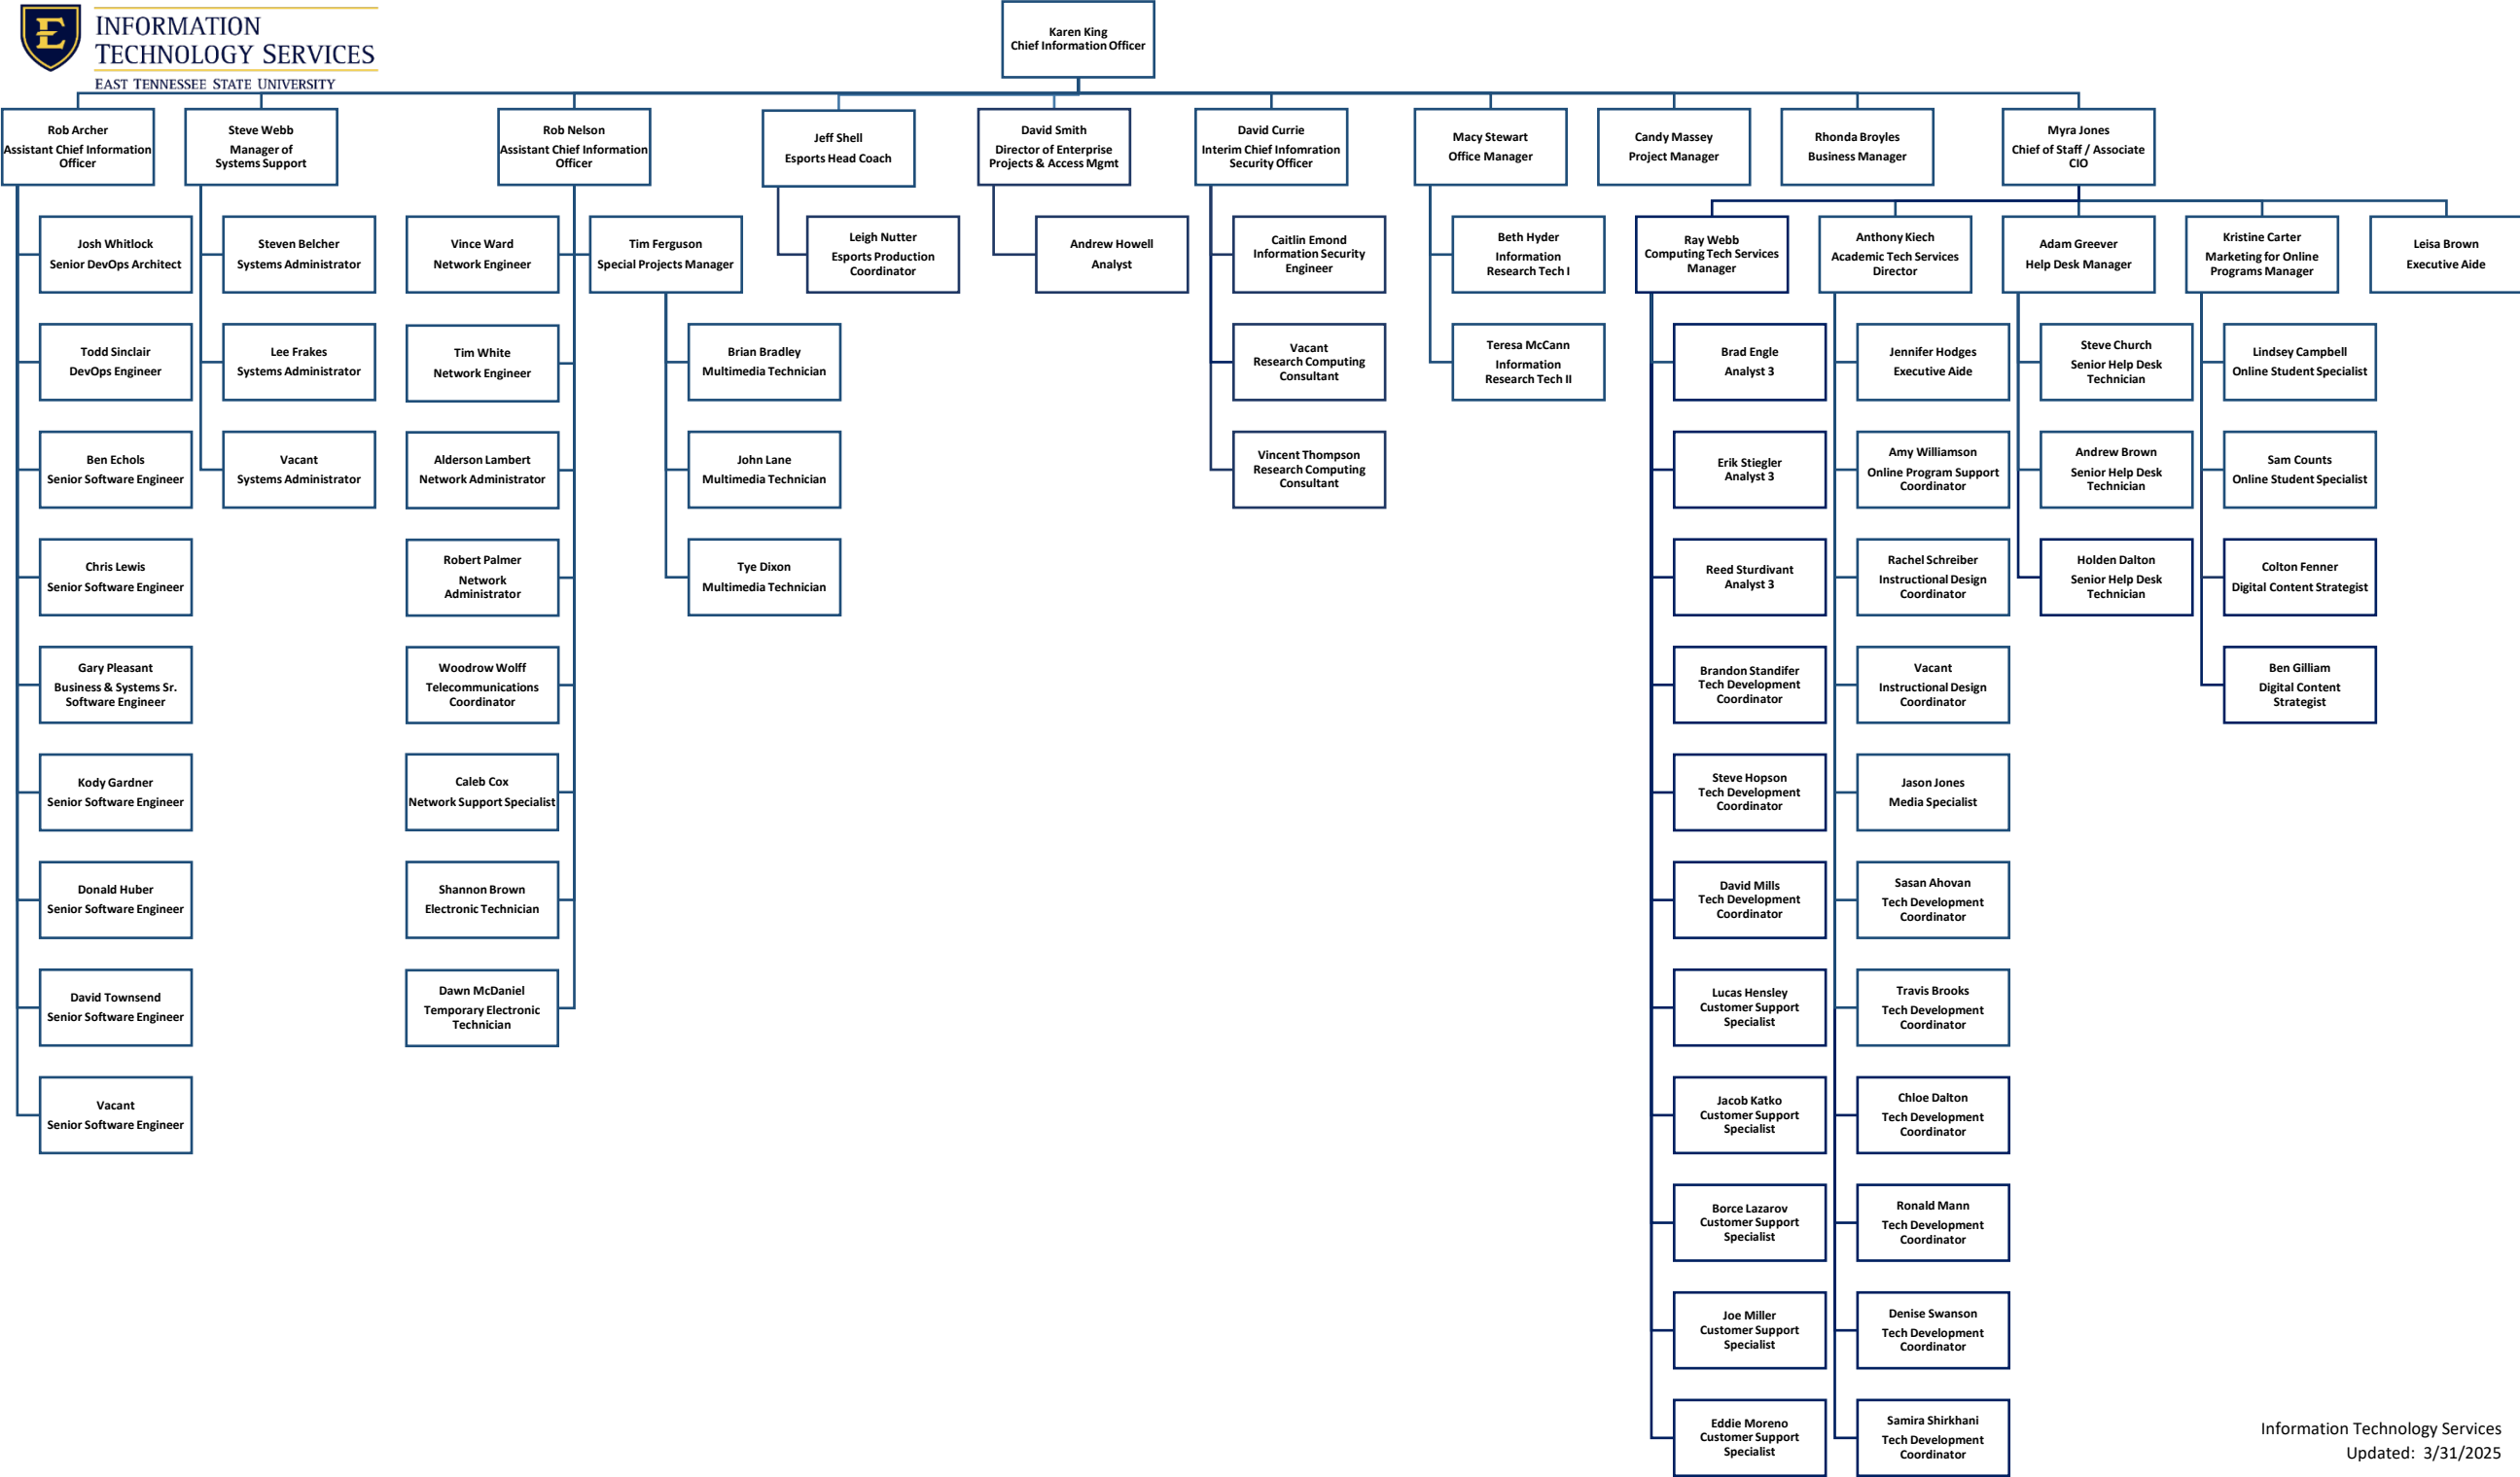 INFORMATION
TECHNOLOGY SERVICES
EAST TENNESSEE STATE UNIVERSITY
Karen King
Chief Information Officer
Rob Archer
Assistant Chief Information
Officer
Steve Webb
Manager of
Systems Support
Rob Nelson
Assistant Chief Information
Officer
Jeff Shell
Esports Head Coach
David Smith
Director of Enterprise
Projects & Access Mgmt
David Currie
Interim Chief Infomration
Security Officer
Macy Stewart
Office Manager
Candy Massey
Project Manager
Rhonda Broyles
Business Manager
Myra Jones
Chief of Staff / Associate
CIO
Josh Whitlock
Senior DevOps Architect
Todd Sinclair
DevOps Engineer
Ben Echols
Senior Software Engineer
Chris Lewis
Senior Software Engineer
Gary Pleasant
Business & Systems Sr.
Software Engineer
Kody Gardner
Senior Software Engineer
Donald Huber
Senior Software Engineer
David Townsend
Senior Software Engineer
Vacant
Senior Software Engineer
Steven Belcher
Systems Administrator
Lee Frakes
Systems Administrator
Vacant
Systems Administrator
Vince Ward
Network Engineer
Tim White
Network Engineer
Alderson Lambert
Network Administrator
Robert Palmer
Network
Administrator
Woodrow Wolff
Telecommunications
Coordinator
Caleb Cox
Network Support Specialist
Shannon Brown
Electronic Technician
Dawn McDaniel
Temporary Electronic
Technician
Tim Ferguson
Special Projects Manager
Brian Bradley
Multimedia Technician
John Lane
Multimedia Technician
Tye Dixon
Multimedia Technician
Leigh Nutter
Esports Production
Coordinator
Andrew Howell
Analyst
Caitlin Emond
Information Security
Engineer
Vacant
Research Computing
Consultant
Vincent Thompson
Research Computing
Consultant
Beth Hyder
Information
Research Tech I
Teresa McCann
Information
Research Tech II
Ray Webb
Computing Tech Services
Manager
Brad Engle
Analyst 3
Erik Stiegler
Analyst 3
Reed Sturdivant
Analyst 3
Brandon Standifer
Tech Development
Coordinator
Steve Hopson
Tech Development
Coordinator
David Mills
Tech Development
Coordinator
Lucas Hensley
Customer Support
Specialist
Jacob Katko
Customer Support
Specialist
Borce Lazarov
Customer Support
Specialist
Joe Miller
Customer Support
Specialist
Eddie Moreno
Customer Support
Specialist
Anthony Kiech
Academic Tech Services
Director
Jennifer Hodges
Executive Aide
Amy Williamson
Online Program Support
Coordinator
Rachel Schreiber
Instructional Design
Coordinator
Vacant
Instructional Design
Coordinator
Jason Jones
Media Specialist
Sasan Ahovan
Tech Development
Coordinator
Travis Brooks
Tech Development
Coordinator
Chloe Dalton
Tech Development
Coordinator
Ronald Mann
Tech Development
Coordinator
Denise Swanson
Tech Development
Coordinator
Samira Shirkhani
Tech Development
Coordinator
Adam Greever
Help Desk Manager
Steve Church
Senior Help Desk
Technician
Andrew Brown
Senior Help Desk
Technician
Holden Dalton
Senior Help Desk
Technician
Kristine Carter
Marketing for Online
Programs Manager
Lindsey Campbell
Online Student Specialist
Sam Counts
Online Student Specialist
Colton Fenner
Digital Content Strategist
Ben Gilliam
Digital Content
Strategist
Leisa Brown
Executive Aide
Information Technology Services
Updated: 3/31/2025